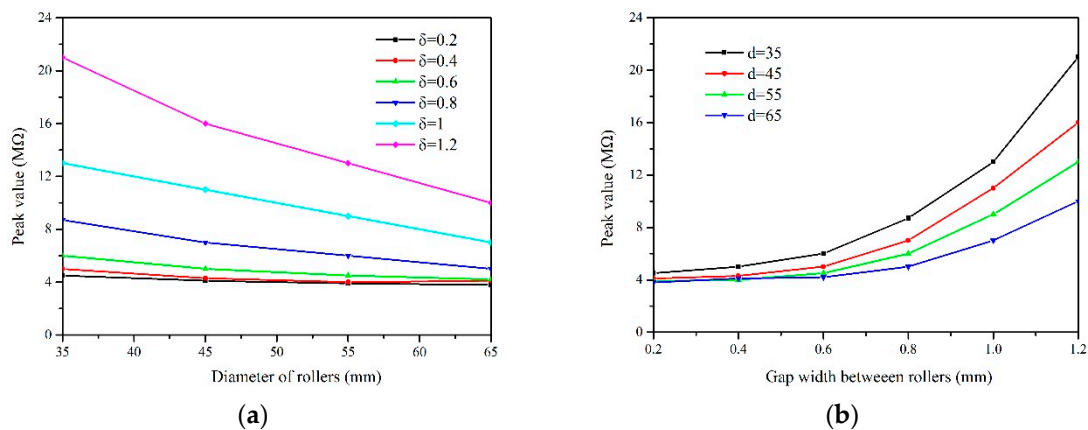 24
20
16
12
8
4
0
Peak value (MΩ)
δ=0.2
δ=0.4
δ=0.6
δ=0.8
δ=1
δ=1.2
35 40 45 50 55 60 65
Diameter of rollers (mm)
(a)
24
20
16
12
8
4
0
Peak value (MΩ)
d=35
d=45
d=55
d=65
0.2 0.4 0.6 0.8 1.0 1.2
Gap width betweeen rollers (mm)
(b)